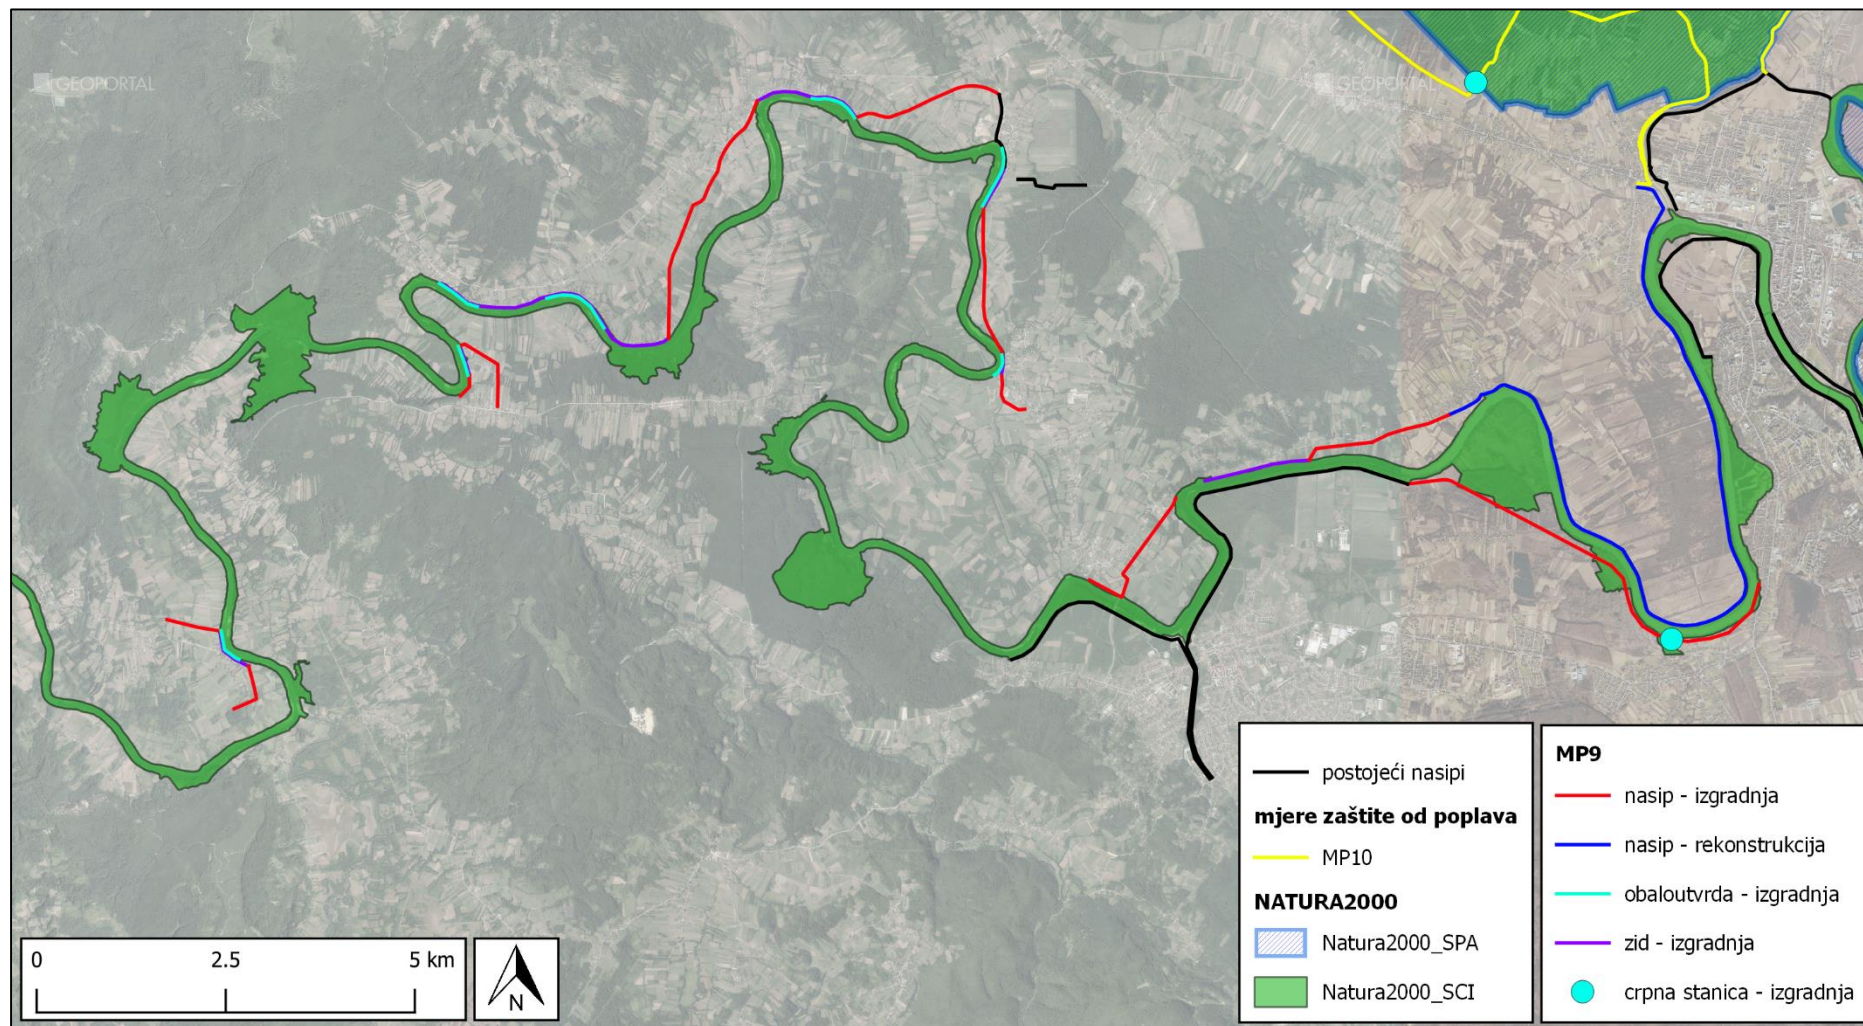 GEOPORTAL
GEOPORTAL
0 2.5 5 km
N
postojeći nasipi
mjere zaštite od poplava
MP10
NATURA2000
Natura2000_SPA
Natura2000_SCI
MP9
nasip - izgradnja
nasip - rekonstrukcija
obaloutvrda - izgradnja
zid - izgradnja
crpna stanica - izgradnja